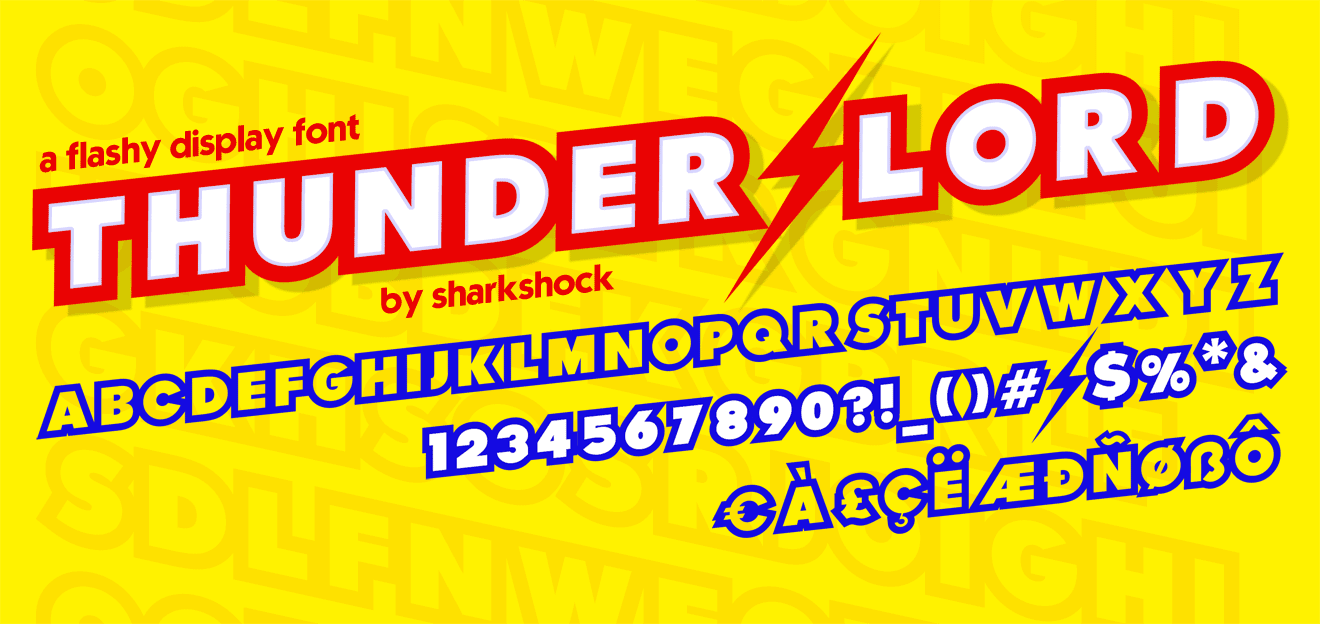 a flashy display font
THUNDER LORD
by sharkshock
ABCDEFGHIJKLMNOPQRSTUVWXYZ
1234567890?!_()#$%*&
€À£ÇËÆÐÑØßÔ